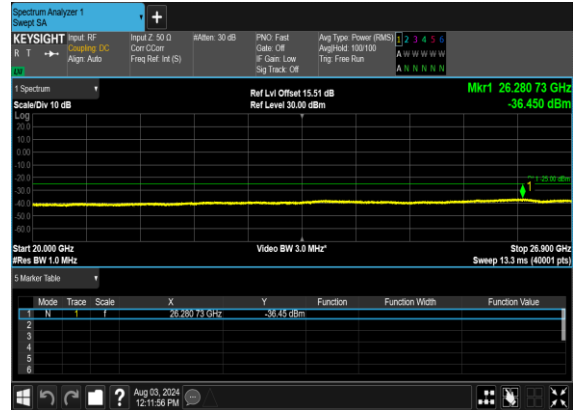 Spectrum Analyzer 1
Swept SA
+
KEYSIGHT
R T
LM
Input: RF
Coupling: DC
Align: Auto
Input Z: 50 Ω
Corr CCorr
Freq Ref: Int (S)
#Atten: 30 dB
PNO: Fast
Gate: Off
IF Gain: Low
Sig Track: Off
Avg Type: Power (RMS)
Avg|Hold: 100/100
Trig: Free Run
1 2 3 4 5 6
A W W W W W
A N N N N N
1 Spectrum
Scale/Div 10 dB
Ref Lvl Offset 15.51 dB
Ref Level 30.00 dBm
Mkr1 26.280 73 GHz
-36.450 dBm
Log
20.0
10.0
0.00
-10.0
-20.0
-30.0
-40.0
-50.0
-60.0
-25.00 dBm
1
Start 20.000 GHz
#Res BW 1.0 MHz
Video BW 3.0 MHz*
Stop 26.900 GHz
Sweep 13.3 ms (40001 pts)
5 Marker Table
Mode Trace Scale X Y Function Function Width Function Value
1 N 1 f 26.280 73 GHz -36.45 dBm
2
3
4
5
6
?
Aug 03, 2024
12:11:56 PM